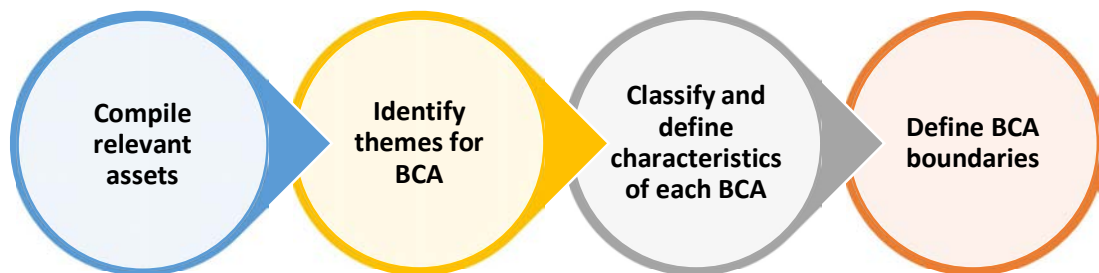 Compile
relevant
assets
Identify
themes for
BCA
Classify and
define
characteristics
of each BCA
Define BCA
boundaries